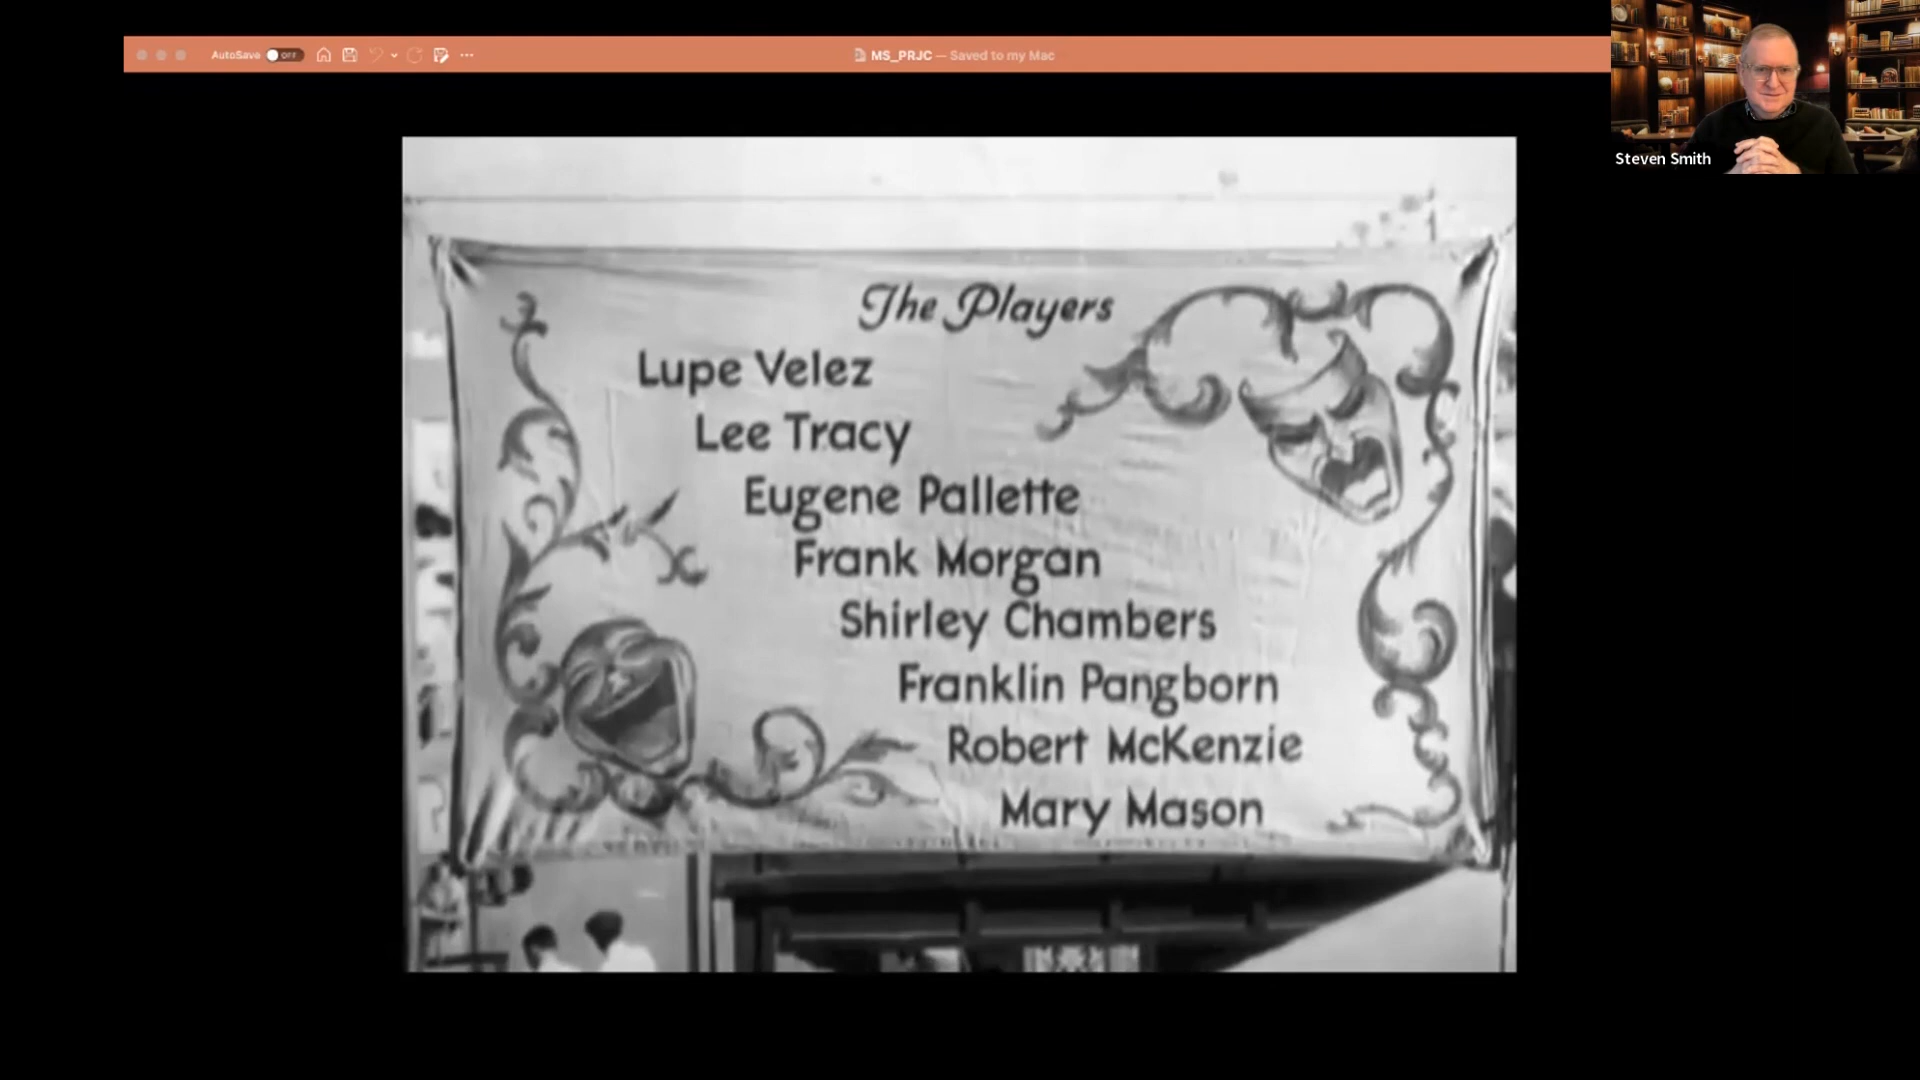 AutoSave OFF
MS_PRJC — Saved to my Mac
Steven Smith
The Players
Lupe Velez
Lee Tracy
Eugene Pallette
Frank Morgan
Shirley Chambers
Franklin Pangborn
Robert McKenzie
Mary Mason